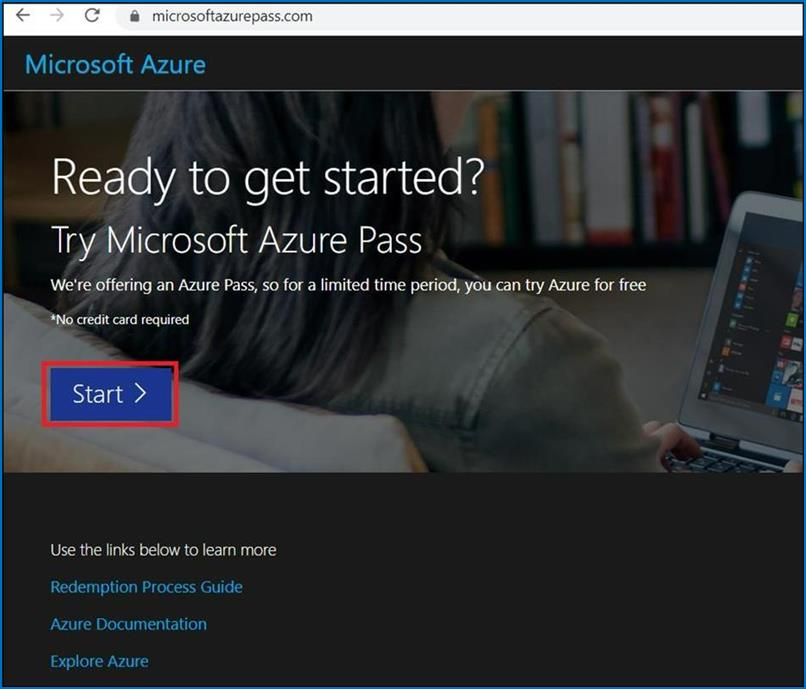 microsoftazurepass.com
Microsoft Azure
Ready to get started?
Try Microsoft Azure Pass
We're offering an Azure Pass, so for a limited time period, you can try Azure for free
*No credit card required
Start
Use the links below to learn more
Redemption Process Guide
Azure Documentation
Explore Azure